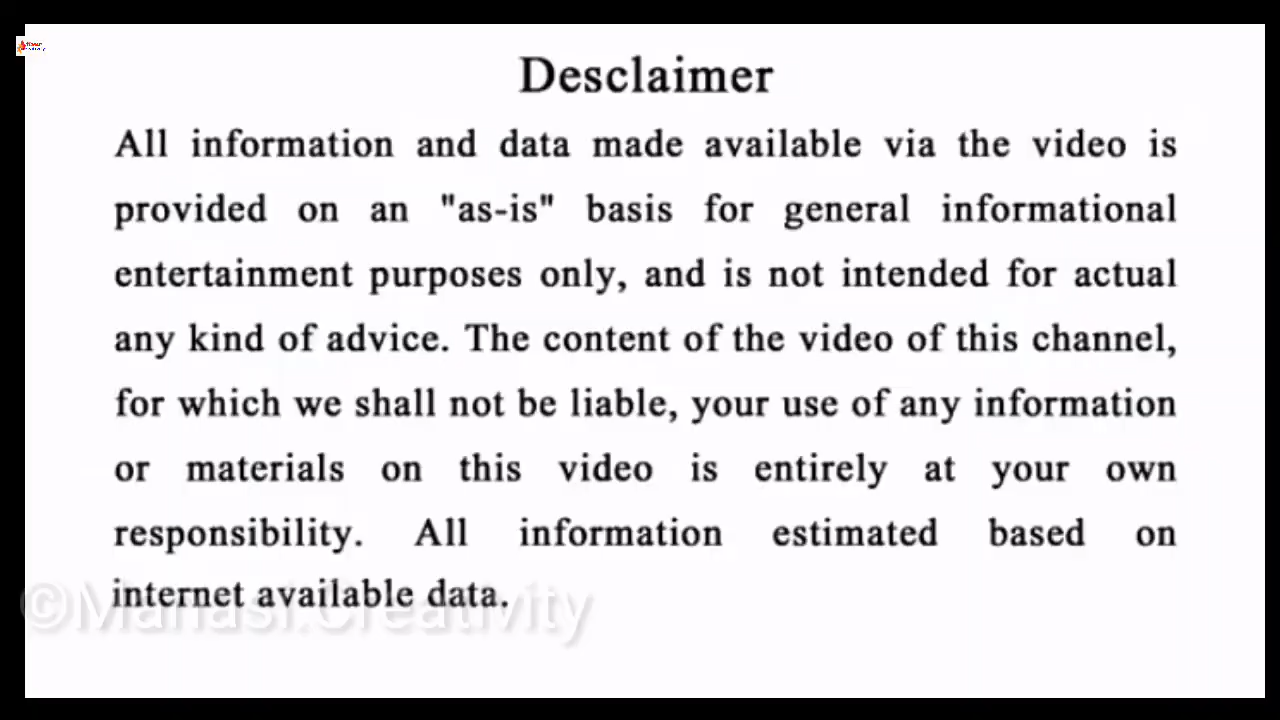 Desclaimer
All information and data made available via the video is
provided on an "as-is" basis for general informational
entertainment purposes only, and is not intended for actual
any kind of advice. The content of the video of this channel,
for which we shall not be liable, your use of any information
or materials on this video is entirely at your own
responsibility. All information estimated based on
internet available data.
©Manasi.Creativity